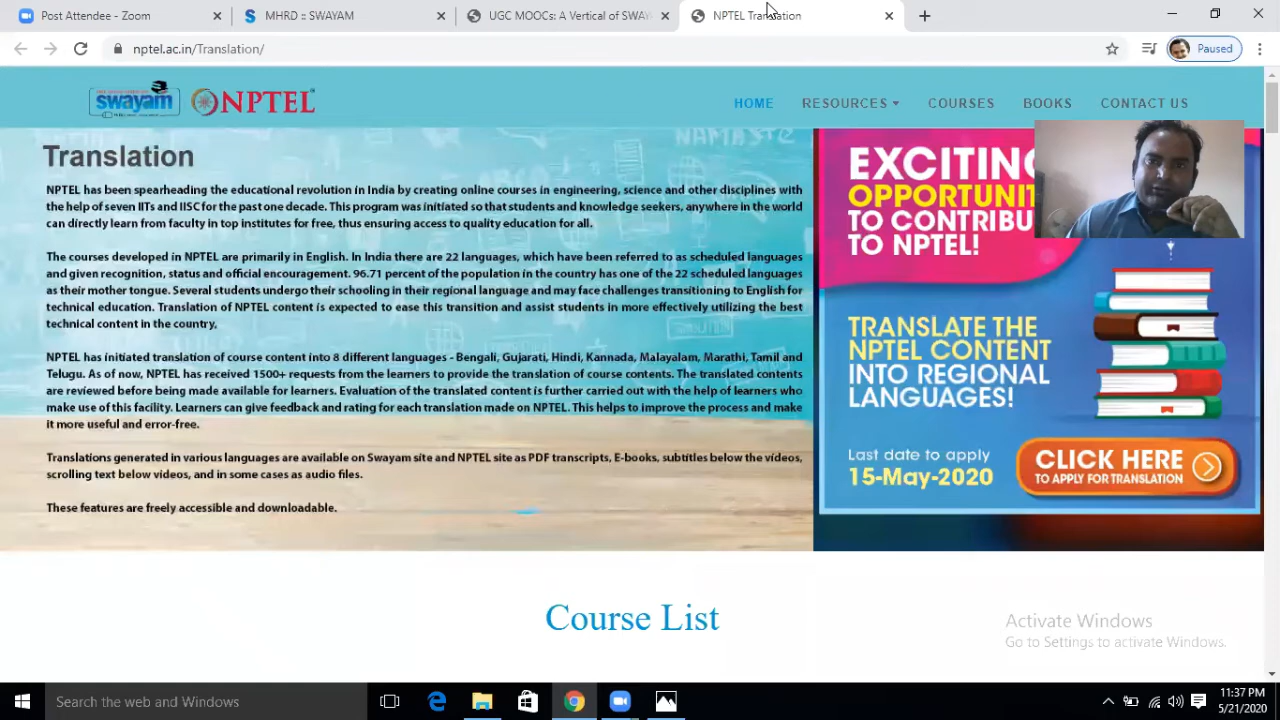 Post Attendee - Zoom
MHRD :: SWAYAM
UGC MOOCs: A Vertical of SWAY
NPTEL Translation
nptel.ac.in/Translation/
Paused
swayam
NPTEL
HOME
RESOURCES
COURSES
BOOKS
CONTACT US
NAMASTE
Translation
NPTEL has been spearheading the educational revolution in India by creating online courses in engineering, science and other disciplines with
the help of seven IITs and IISC for the past one decade. This program was initiated so that students and knowledge seekers, anywhere in the world
can directly learn from faculty in top institutes for free, thus ensuring access to quality education for all.
The courses developed in NPTEL are primarily in English. In India there are 22 languages, which have been referred to as scheduled languages
and given recognition, status and official encouragement. 96.71 percent of the population in the country has one of the 22 scheduled languages
as their mother tongue. Several students undergo their schooling in their regional language and may face challenges transitioning to English for
technical education. Translation of NPTEL content is expected to ease this transition and assist students in more effectively utilizing the best
technical content in the country,
NPTEL has initiated translation of course content into 8 different languages - Bengali, Gujarati, Hindi, Kannada, Malayalam, Marathi, Tamil and
Telugu. As of now, NPTEL has received 1500+ requests from the learners to provide the translation of course contents. The translated contents
are reviewed before being made available for learners. Evaluation of the translated content is further carried out with the help of learners who
make use of this facility. Learners can give feedback and rating for each translation made on NPTEL. This helps to improve the process and make
it more useful and error-free.
Translations generated in various languages are available on Swayam site and NPTEL site as PDF transcripts, E-books, subtitles below the videos,
scrolling text below videos, and in some cases as audio files.
These features are freely accessible and downloadable.
EXCITING
OPPORTUNIT
TO CONTRIBU
TO NPTEL!
TRANSLATE THE
NPTEL CONTENT
INTO REGIONAL
LANGUAGES!
Last date to apply
15-May-2020
CLICK HERE
TO APPLY FOR TRANSLATION
Course List
Activate Windows
Go to Settings to activate Windows.
Search the web and Windows
11:37 PM
5/21/2020